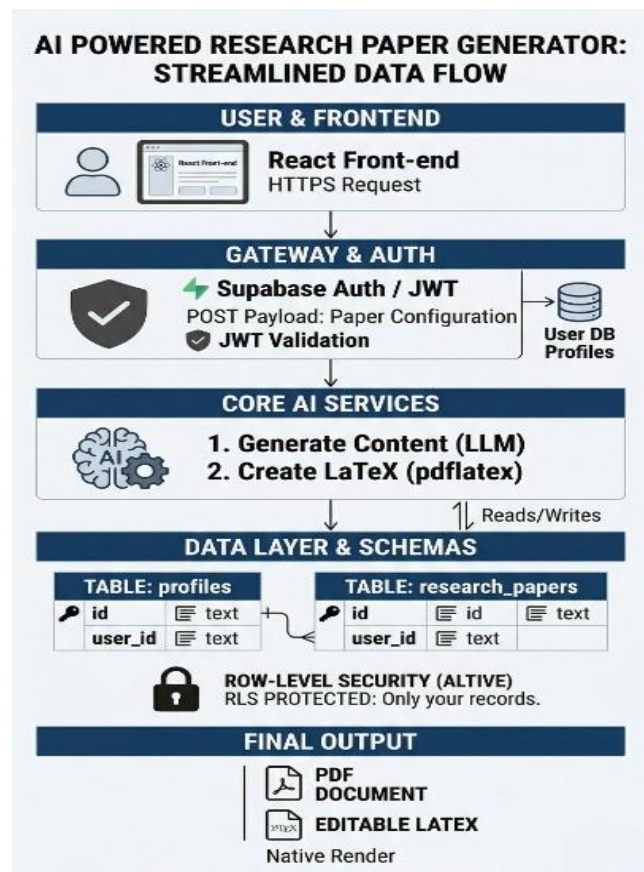 AI POWERED RESEARCH PAPER GENERATOR:
STREAMLINED DATA FLOW
USER & FRONTEND
React Front-end
React Front-end
HTTPS Request
GATEWAY & AUTH
Supabase Auth / JWT
POST Payload: Paper Configuration
JWT Validation
User DB
Profiles
CORE AI SERVICES
AI
1. Generate Content (LLM)
2. Create LaTeX (pdflatex)
Reads/Writes
DATA LAYER & SCHEMAS
TABLE: profiles
id text
user_id text
TABLE: research_papers
id id text
user_id text
ROW-LEVEL SECURITY (ALTIVE)
RLS PROTECTED: Only your records.
FINAL OUTPUT
PDF
DOCUMENT
EDITABLE LATEX
Native Render